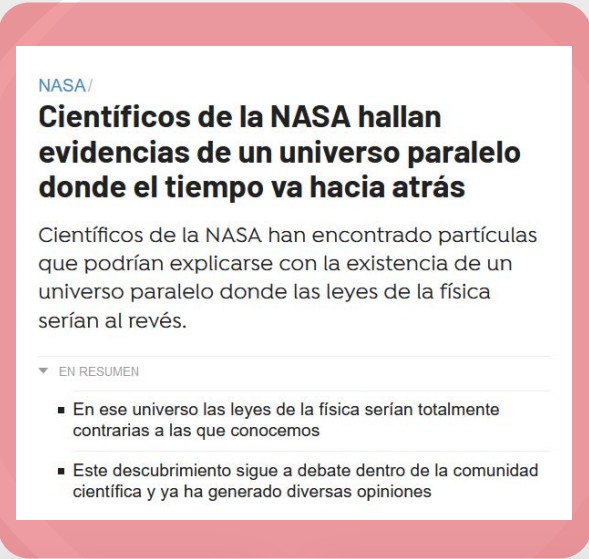 NASA/
Científicos de la NASA hallan
evidencias de un universo paralelo
donde el tiempo va hacia atrás
Científicos de la NASA han encontrado partículas
que podrían explicarse con la existencia de un
universo paralelo donde las leyes de la física
serían al revés.
EN RESUMEN
En ese universo las leyes de la física serían totalmente
contrarias a las que conocemos
Este descubrimiento sigue a debate dentro de la comunidad
científica y ya ha generado diversas opiniones